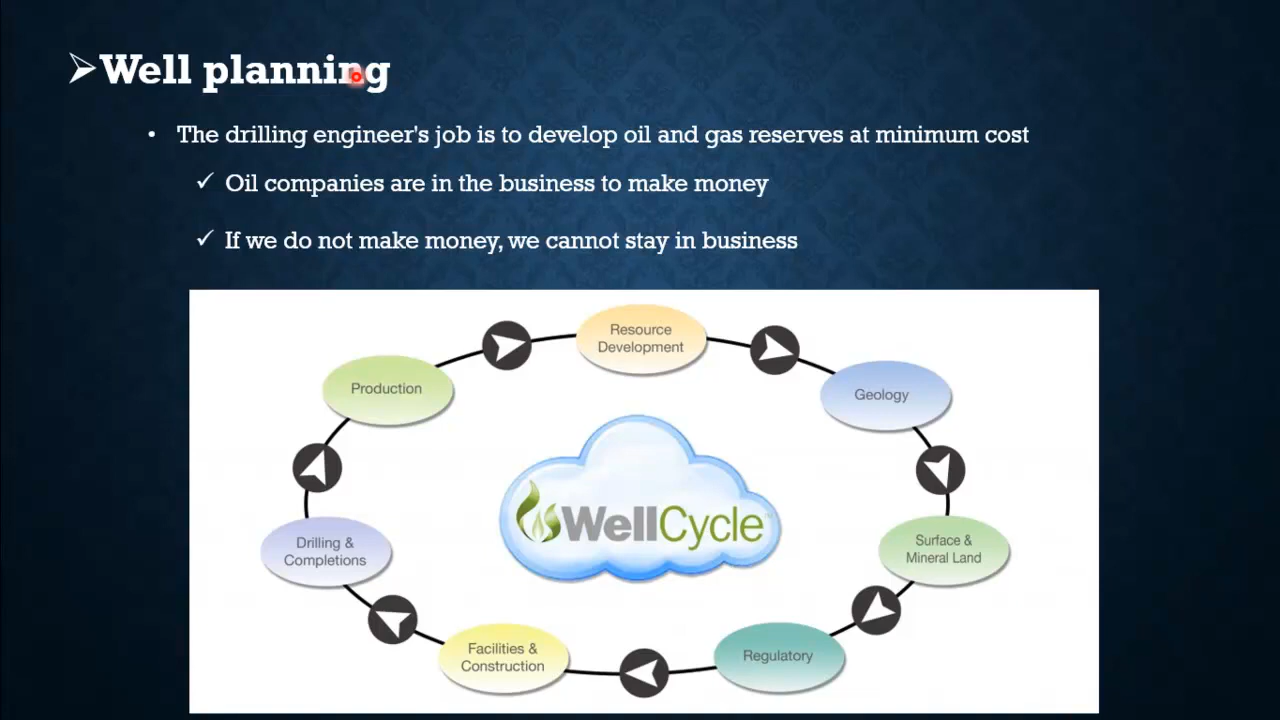 Well planning
The drilling engineer's job is to develop oil and gas reserves at minimum cost
Oil companies are in the business to make money
If we do not make money, we cannot stay in business
Resource
Development
Production
Geology
WellCycle
Drilling &
Completions
Surface &
Mineral Land
Facilities &
Construction
Regulatory